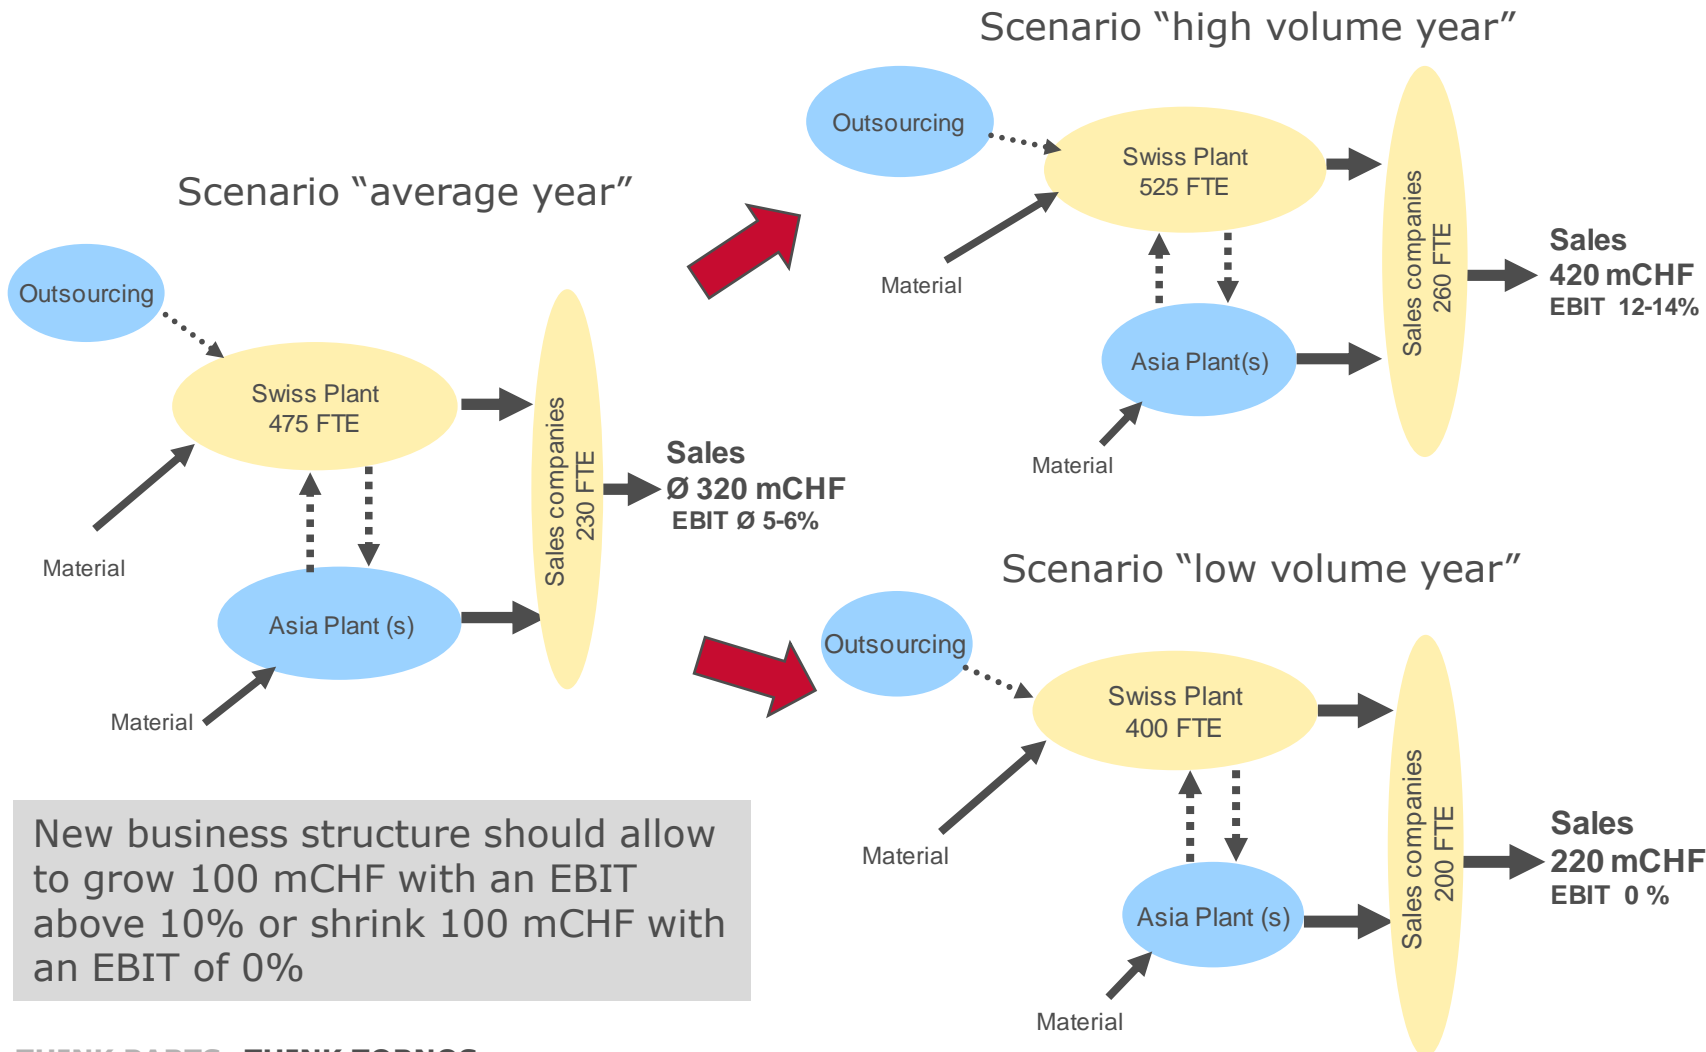 Scenario “high volume year”
Outsourcing
Swiss Plant
525 FTE
Material
Asia Plant(s)
Material
Sales companies
260 FTE
Sales
420 mCHF
EBIT 12-14%
Scenario “average year”
Outsourcing
Swiss Plant
475 FTE
Material
Asia Plant (s)
Material
Sales companies
230 FTE
Sales
Ø 320 mCHF
EBIT Ø 5-6%
Scenario “low volume year”
Outsourcing
Swiss Plant
400 FTE
Material
Asia Plant (s)
Material
Sales companies
200 FTE
Sales
220 mCHF
EBIT 0 %
New business structure should allow
to grow 100 mCHF with an EBIT
above 10% or shrink 100 mCHF with
an EBIT of 0%
THINK PARTS THINK TORNOS